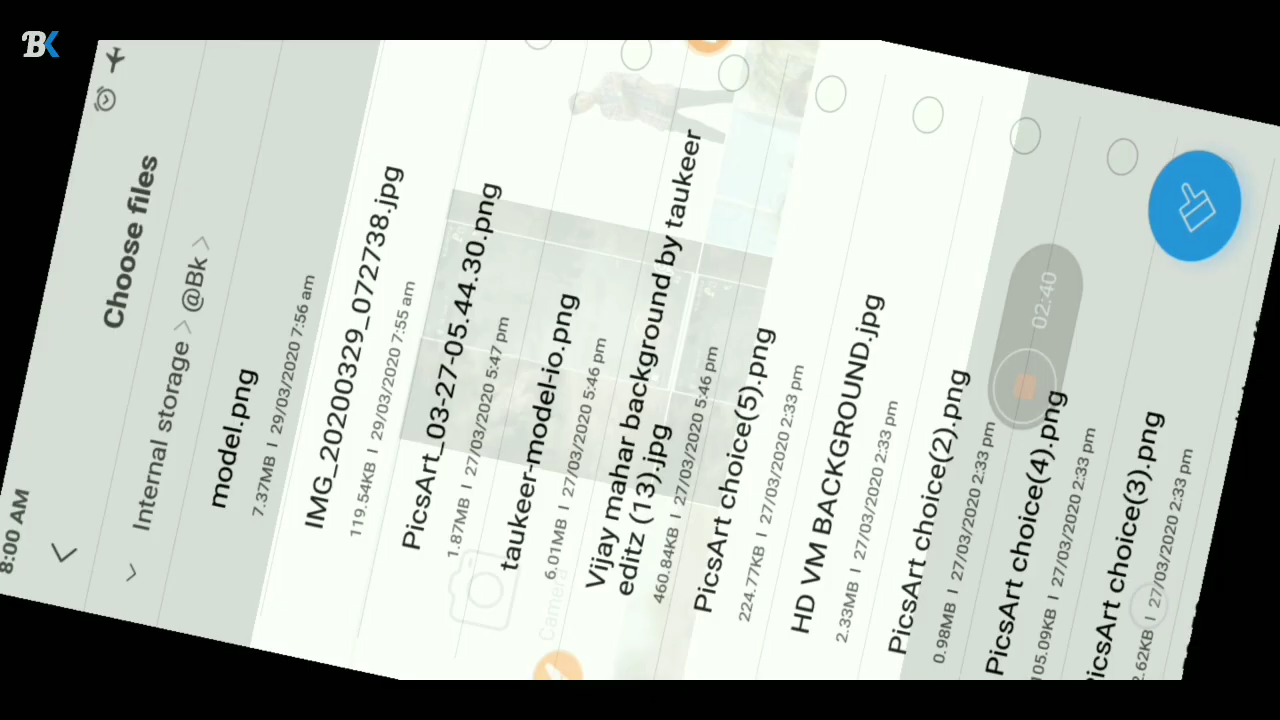 BK
8:00 AM
Choose files
Internal storage > @Bk >
model.png
7.37MB | 29/03/2020 7:56 am
IMG_20200329_072738.jpg
119.54KB | 29/03/2020 7:55 am
PicsArt_03-27-05.44.30.png
1.87MB | 27/03/2020 5:47 pm
taukeer-model-io.png
6.01MB | 27/03/2020 5:46 pm
Vijay mahar background by taukeer
editz (13).jpg
460.84KB | 27/03/2020 5:46 pm
PicsArt choice(5).png
224.77KB | 27/03/2020 2:33 pm
HD VM BACKGROUND.jpg
2.33MB | 27/03/2020 2:33 pm
PicsArt choice(2).png
0.98MB | 27/03/2020 2:33 pm
PicsArt choice(4).png
105.09KB | 27/03/2020 2:33 pm
PicsArt choice(3).png
2.62KB | 27/03/2020 2:33 pm
02:40
Camera